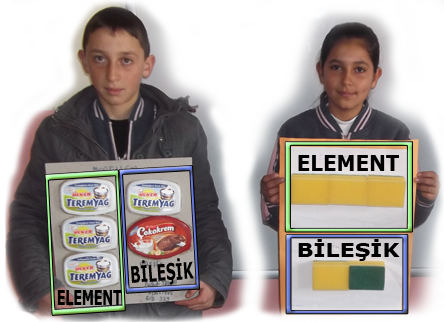 ÜLKER
TEREMYAĞ
ÜLKER
TEREMYAĞ
ÜLKER
TEREMYAĞ
ELEMENT
ÜLKER
TEREMYAĞ
Çokokrem
BİLEŞİK
ELEMENT
BİLEŞİK